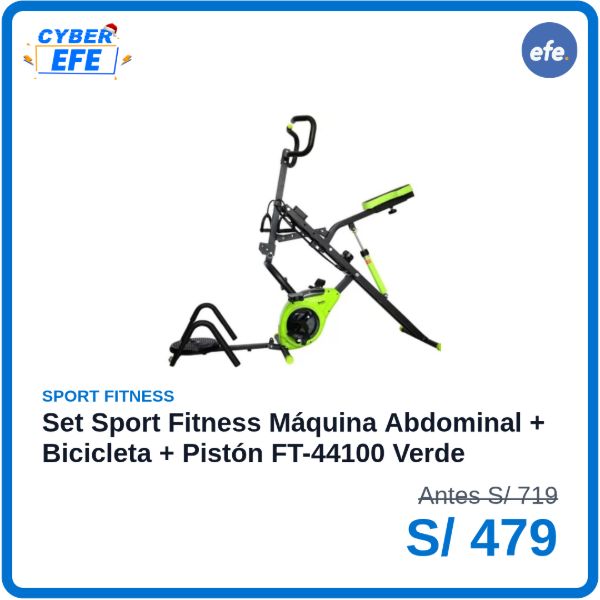 CYBER
EFE
efe.
SPORT FITNESS
Set Sport Fitness Máquina Abdominal +
Bicicleta + Pistón FT-44100 Verde
Antes S/ 719
S/ 479